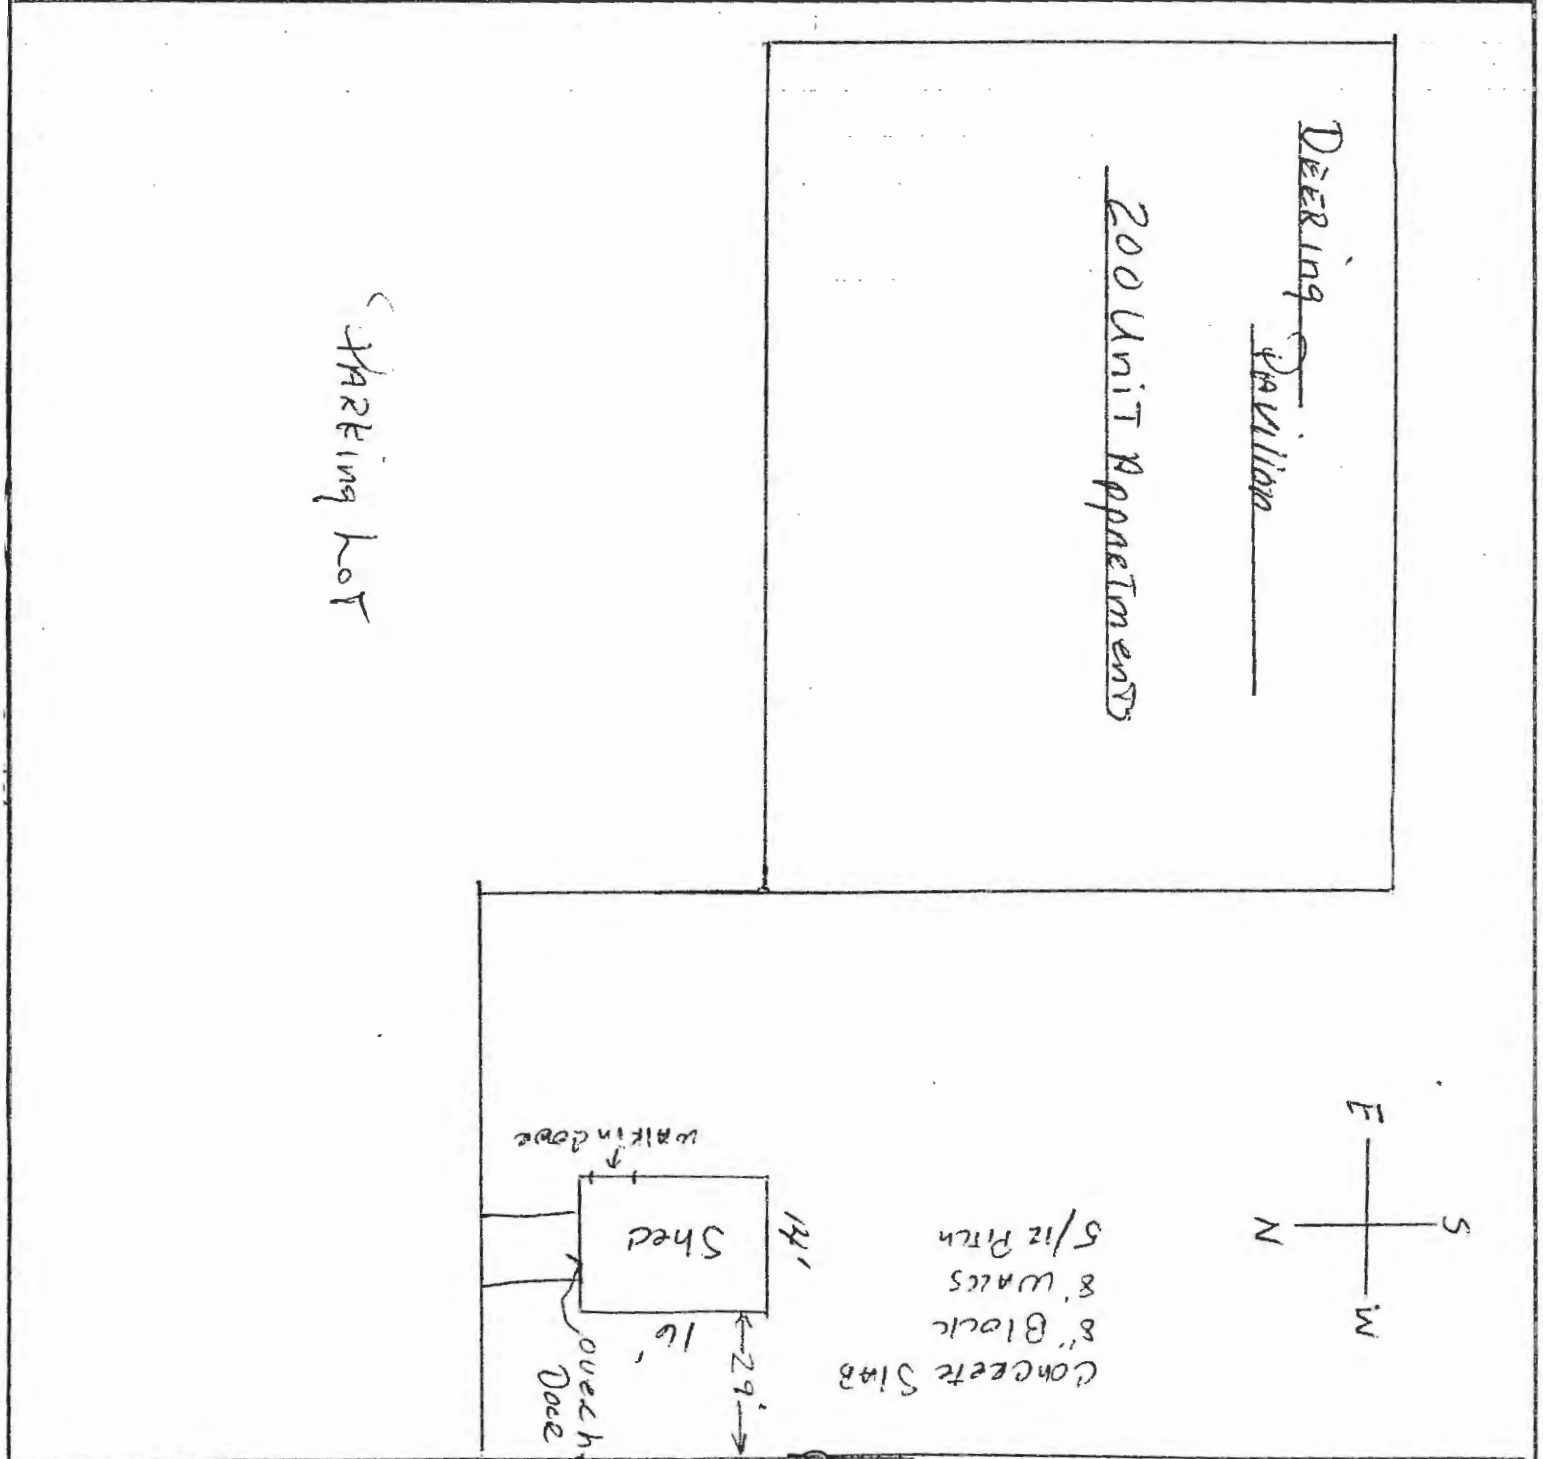 DEERing
PAVilion
200 UniT AppARTmenTs
PARKing LoT
E
N
S
W
WALKin dooR
Shed
14'
16'
29'
oveRh
DooR
Concrete SlAB
8" Block
8' WAlls
5/12 PiTch